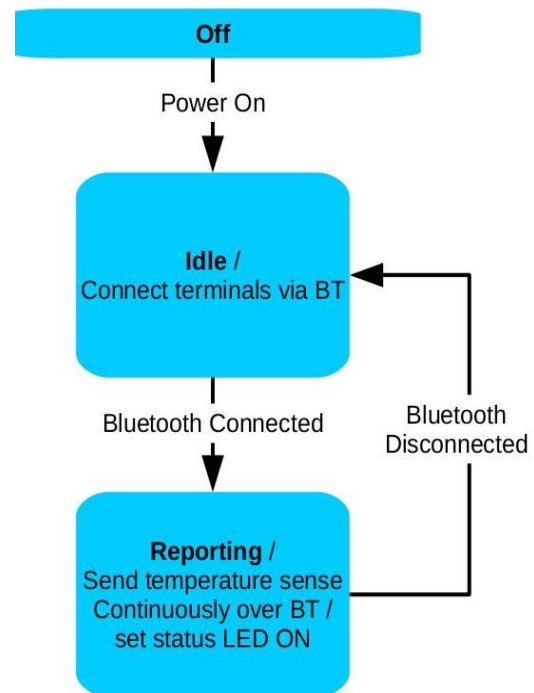 Off
Power On
Idle /
Connect terminals via BT
Bluetooth Connected
Bluetooth
Disconnected
Reporting /
Send temperature sense
Continuously over BT /
set status LED ON